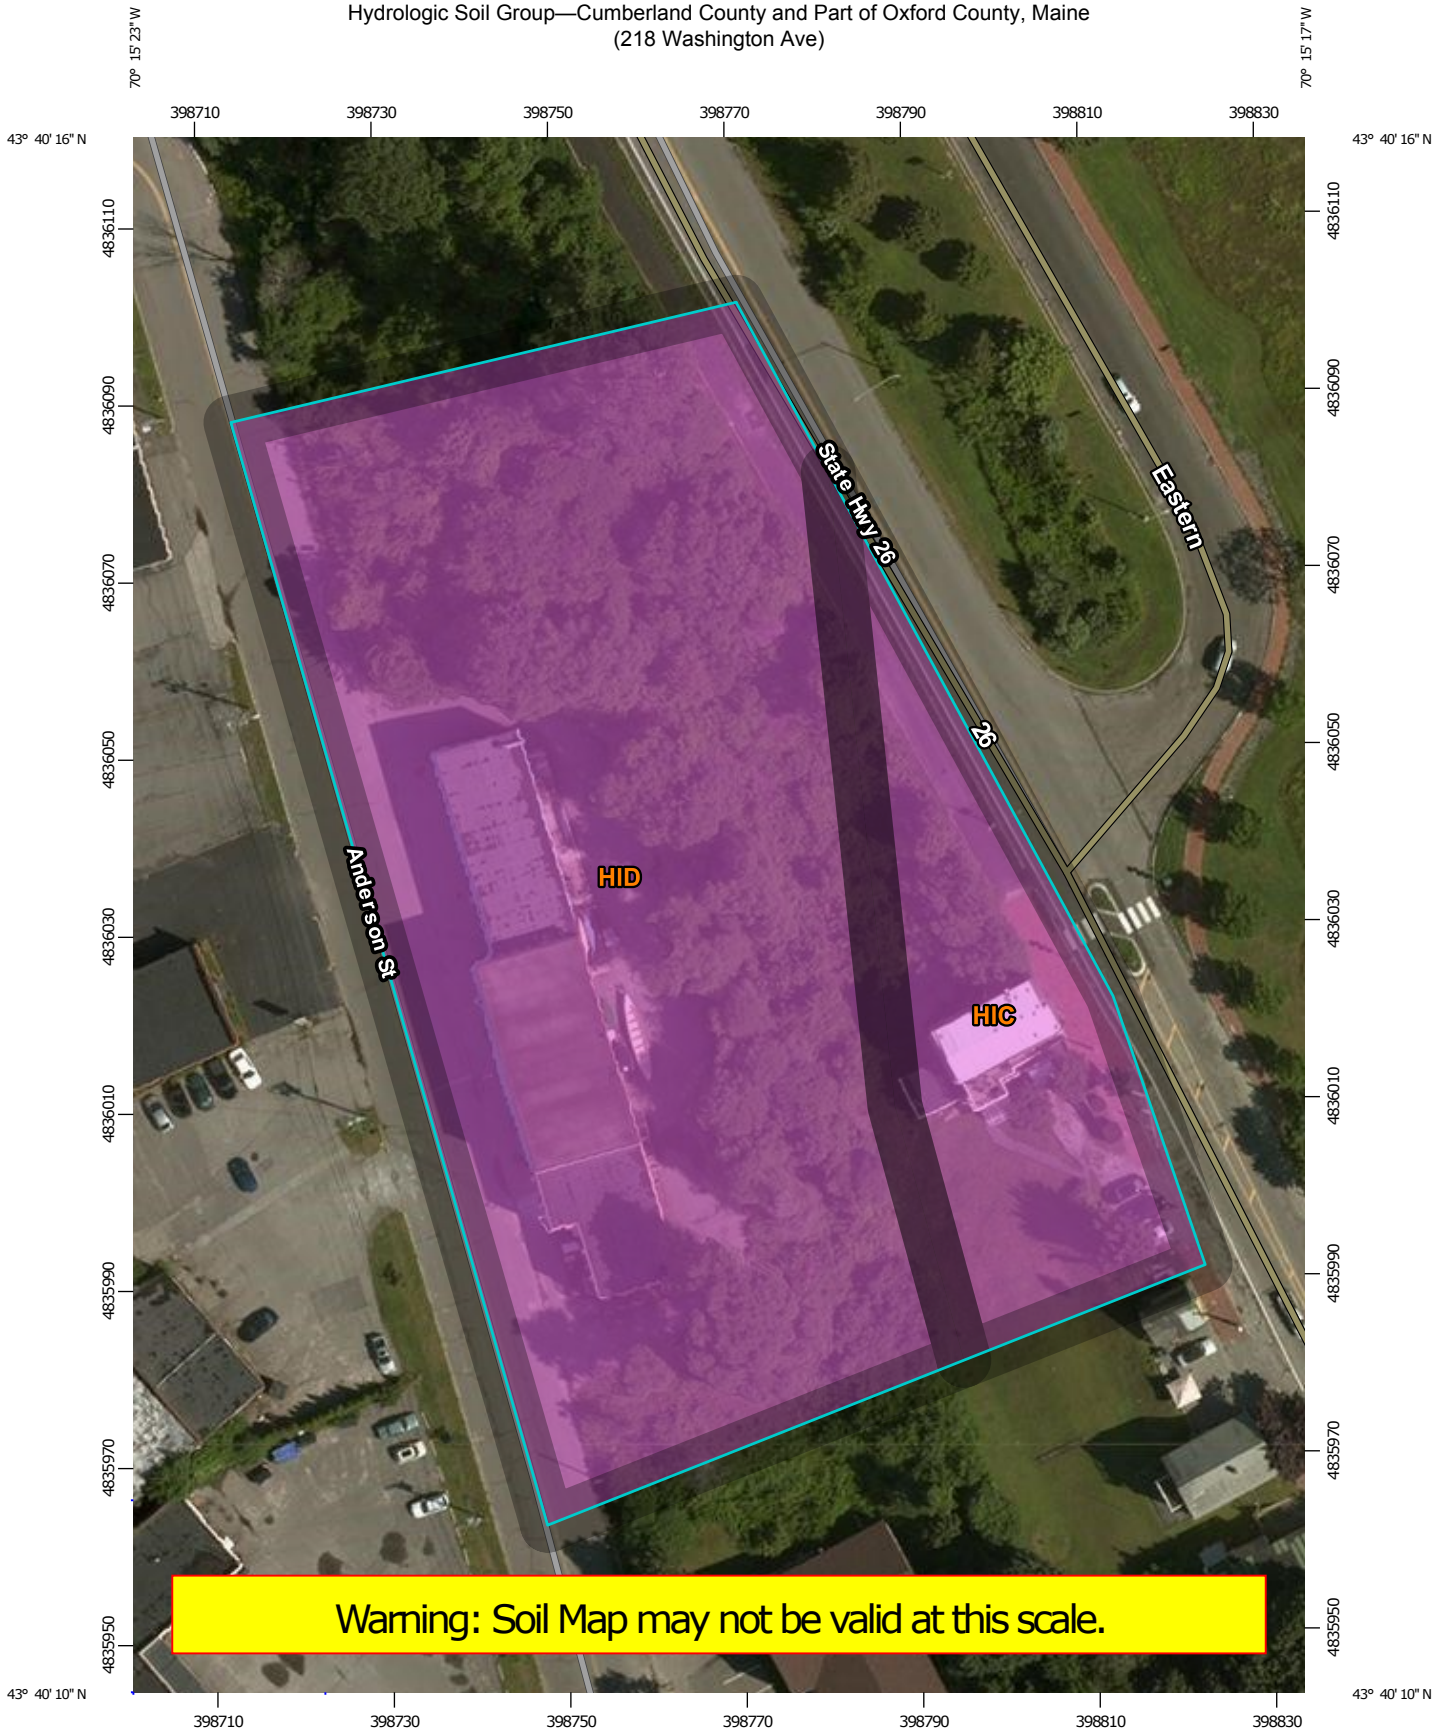 Hydrologic Soil Group—Cumberland County and Part of Oxford County, Maine
(218 Washington Ave)
70° 15' 23" W
70° 15' 17" W
398710 398730 398750 398770 398790 398810 398830
43° 40' 16" N
43° 40' 16" N
4836110
4836110
4836090
4836090
State Hwy 26
Eastern
4836070
4836070
26
4836050
4836050
Anderson St
HID
4836030
4836030
HIC
4836010
4836010
4835990
4835990
4835970
4835970
Warning: Soil Map may not be valid at this scale.
4835950
4835950
43° 40' 10" N
43° 40' 10" N
398710 398730 398750 398770 398790 398810 398830